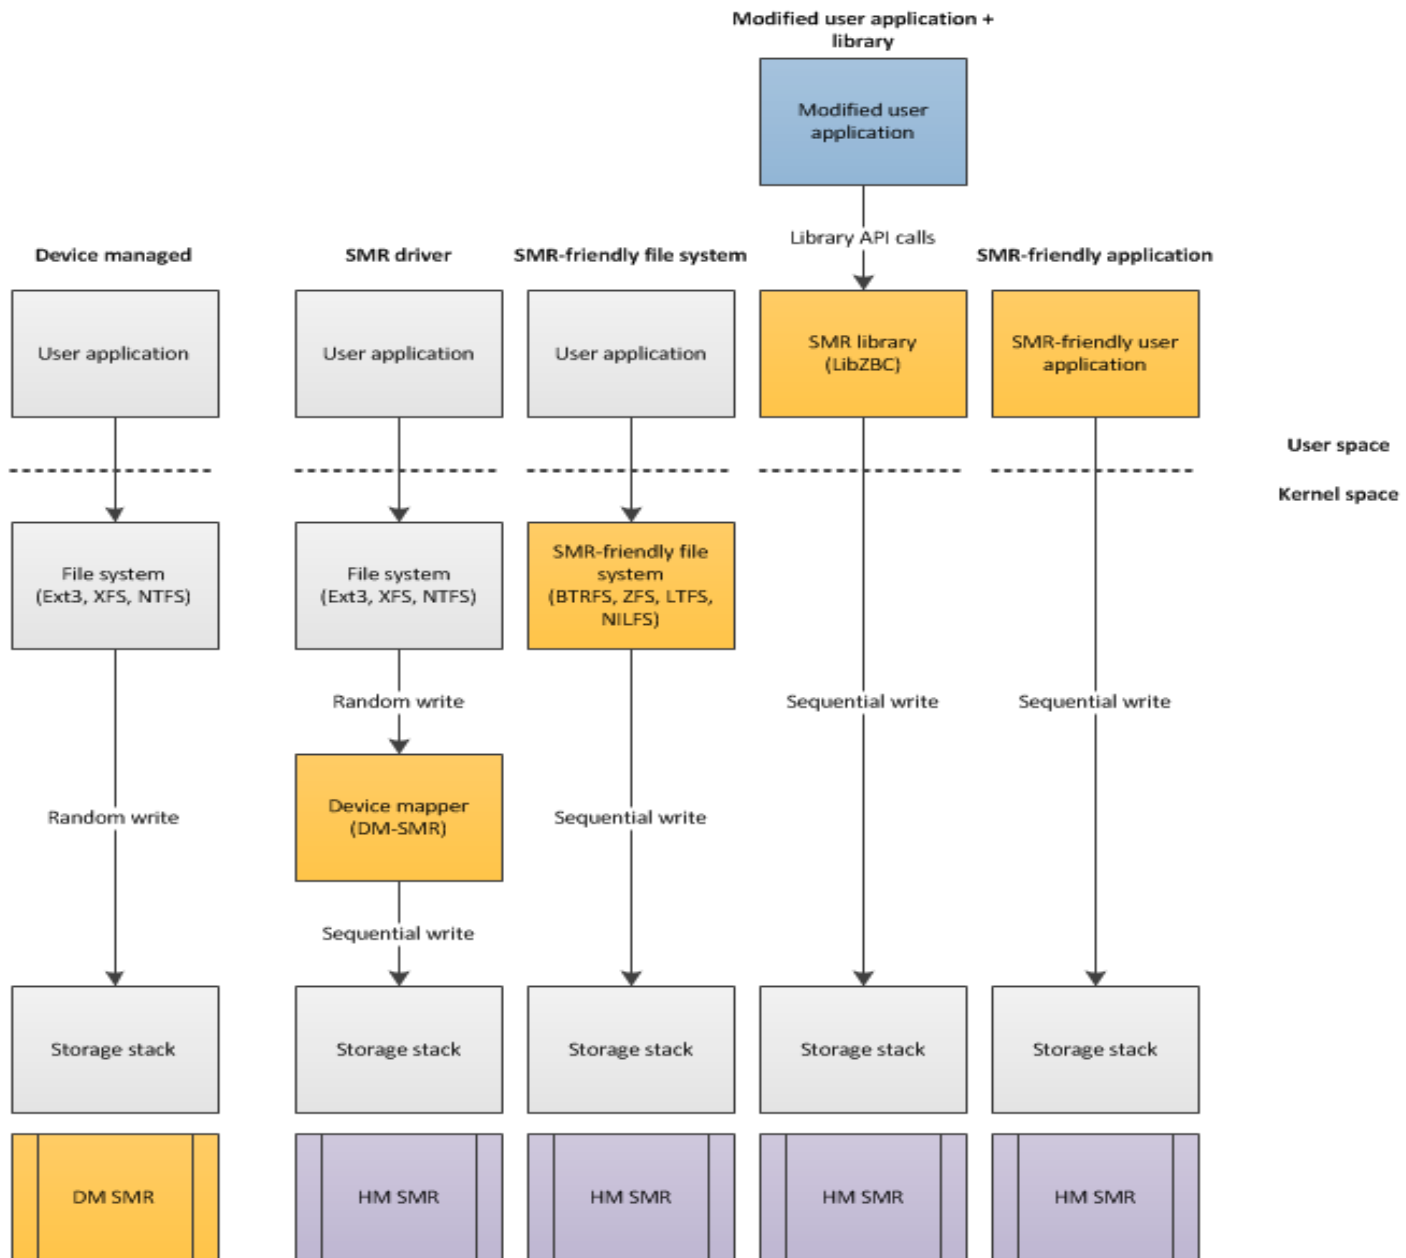 Modified user application +
library
Modified user
application
Library API calls
Device managed
SMR driver
SMR-friendly file system
SMR-friendly application
User application
User application
User application
SMR library
(LibZBC)
SMR-friendly user
application
User space
Kernel space
File system
(Ext3, XFS, NTFS)
File system
(Ext3, XFS, NTFS)
SMR-friendly file
system
(BTRFS, ZFS, LTFS,
NILFS)
Random write
Sequential write
Sequential write
Random write
Device mapper
(DM-SMR)
Sequential write
Sequential write
Storage stack
Storage stack
Storage stack
Storage stack
Storage stack
DM SMR
HM SMR
HM SMR
HM SMR
HM SMR